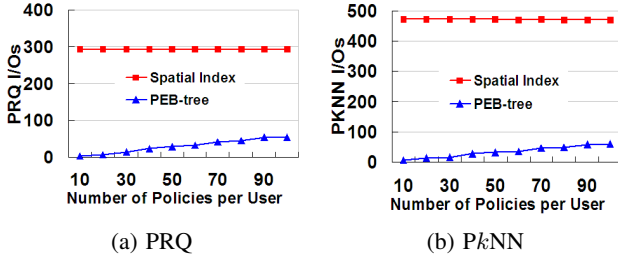 PRQ I/Os
400
300
200
100
0
Spatial Index
PEB-tree
10 30 50 70 90
Number of Policies per User
(a) PRQ
PKNN I/Os
500
400
300
200
100
0
Spatial Index
PEB-tree
10 30 50 70 90
Number of Policies per User
(b) PkNN